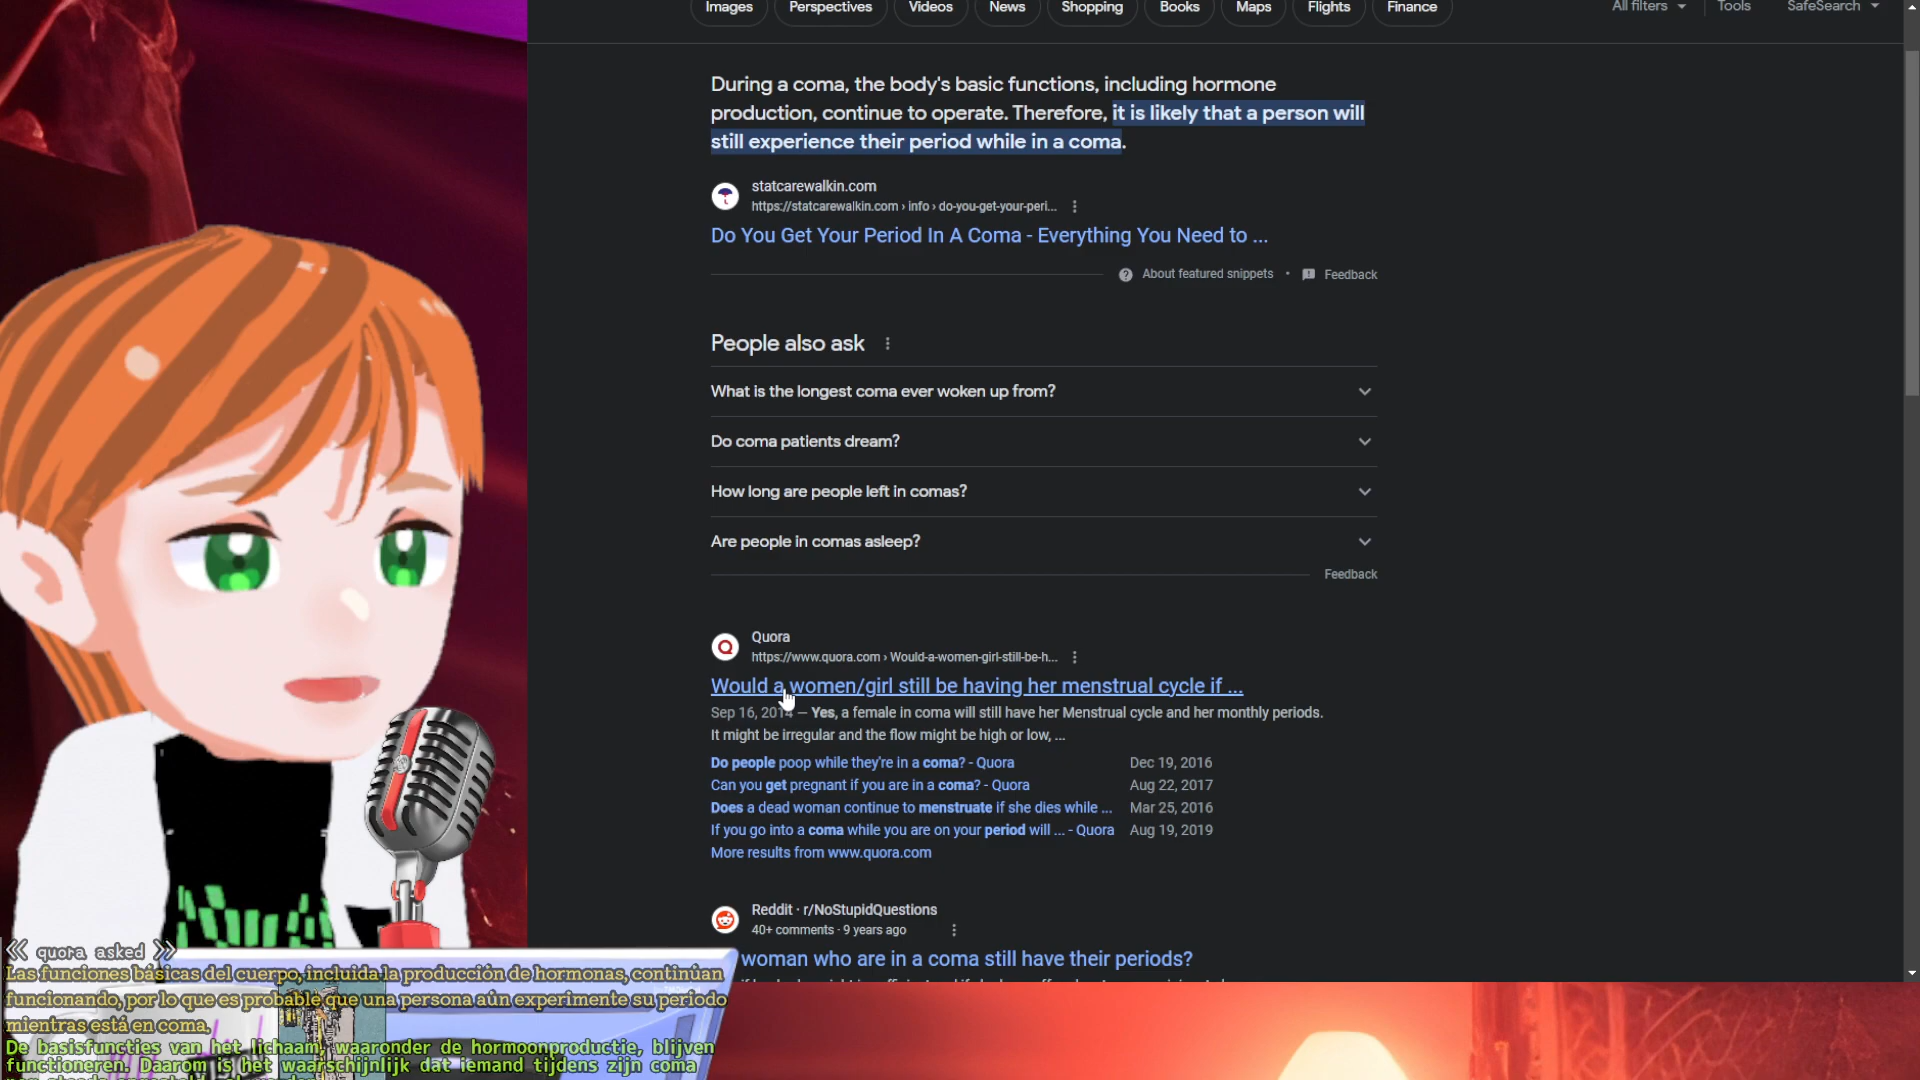 Images Perspectives Videos News Shopping Books Maps Flights Finance All filters Tools SafeSearch
During a coma, the body's basic functions, including hormone
production, continue to operate. Therefore, it is likely that a person will
still experience their period while in a coma.
statcarewalkin.com
https://statcarewalkin.com › info › do-you-get-your-peri...
Do You Get Your Period In A Coma - Everything You Need to ...
About featured snippets • Feedback
People also ask
What is the longest coma ever woken up from?
Do coma patients dream?
How long are people left in comas?
Are people in comas asleep?
Feedback
Quora
https://www.quora.com › Would-a-women-girl-still-be-h...
Would a women/girl still be having her menstrual cycle if ...
Sep 16, 2014 — Yes, a female in coma will still have her Menstrual cycle and her monthly periods.
It might be irregular and the flow might be high or low, ...
Do people poop while they're in a coma? - Quora Dec 19, 2016
Can you get pregnant if you are in a coma? - Quora Aug 22, 2017
Does a dead woman continue to menstruate if she dies while ... Mar 25, 2016
If you go into a coma while you are on your period will ... - Quora Aug 19, 2019
More results from www.quora.com
Reddit · r/NoStupidQuestions
40+ comments · 9 years ago
woman who are in a coma still have their periods?
« quora asked »
Las funciones básicas del cuerpo, incluida la producción de hormonas, continúan
funcionando, por lo que es probable que una persona aún experimente su periodo
mientras está en coma.
De basisfuncties van het lichaam, waaronder de hormoonproductie, blijven
functioneren. Daarom is het waarschijnlijk dat iemand tijdens zijn coma